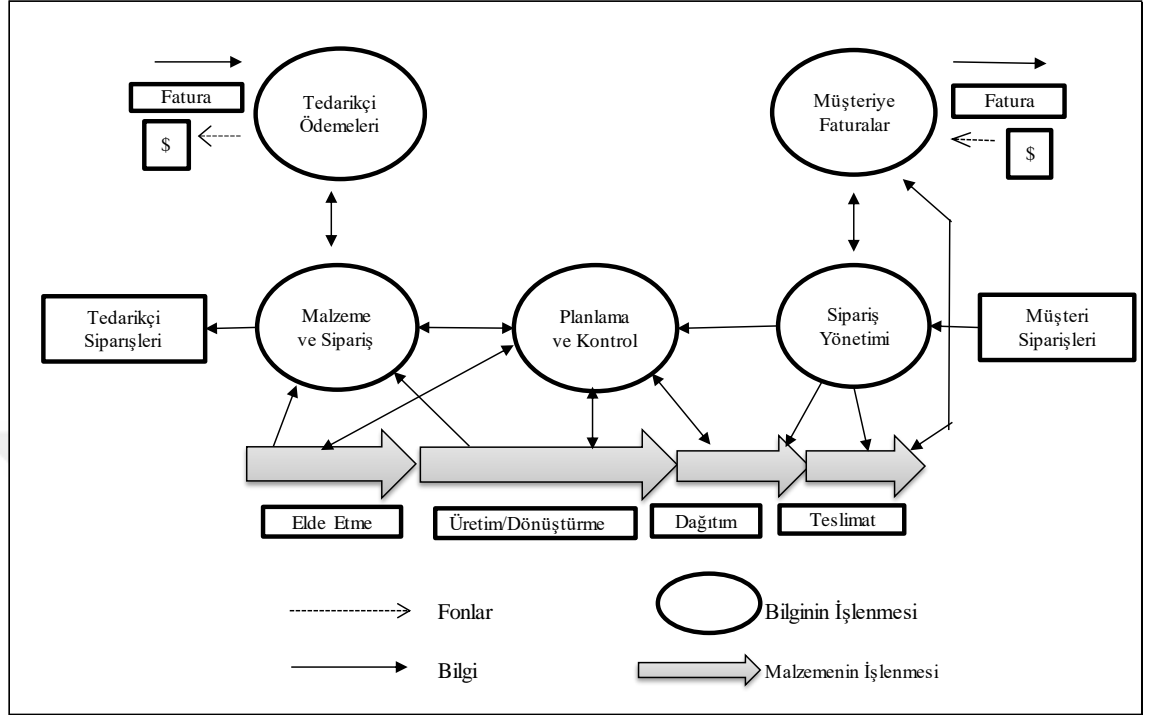 Fatura
$
Tedarikçi
Ödemeleri
Müşteriye
Faturalar
Fatura
$
Tedarikçi
Siparışleri
Malzeme
ve Sipariş
Planlama
ve Kontrol
Sipariş
Yönetimi
Müşteri
Siparişleri
Elde Etme
Üretim/Dönüştürme
Dağıtım
Teslimat
Fonlar
Bilginin İşlenmesi
Bilgi
Malzemenin İşlenmesi